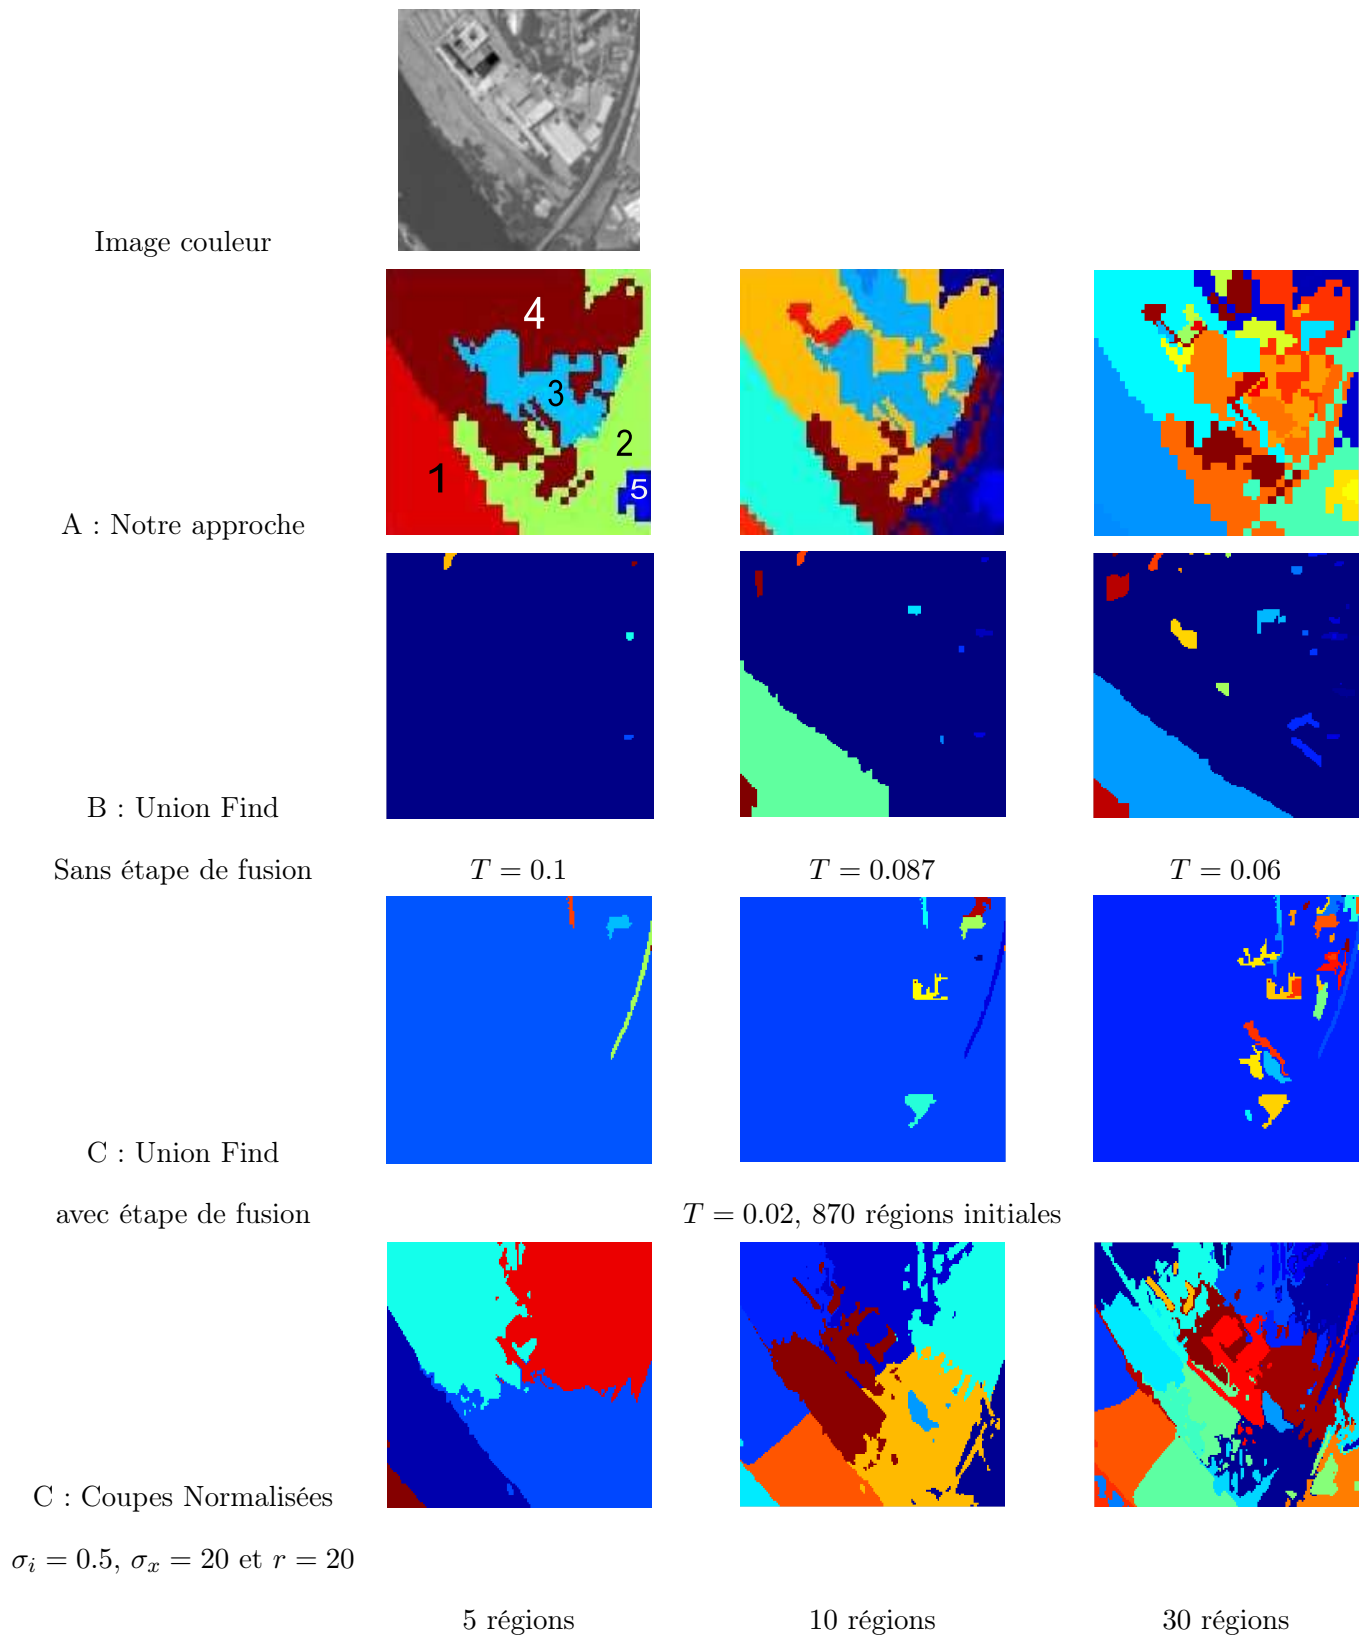 Image couleur
4
3
2
1
5
A : Notre approche
B : Union Find
Sans étape de fusion
T = 0.1
T = 0.087
T = 0.06
C : Union Find
avec étape de fusion
T = 0.02, 870 régions initiales
C : Coupes Normalisées
σi = 0.5, σx = 20 et r = 20
5 régions
10 régions
30 régions